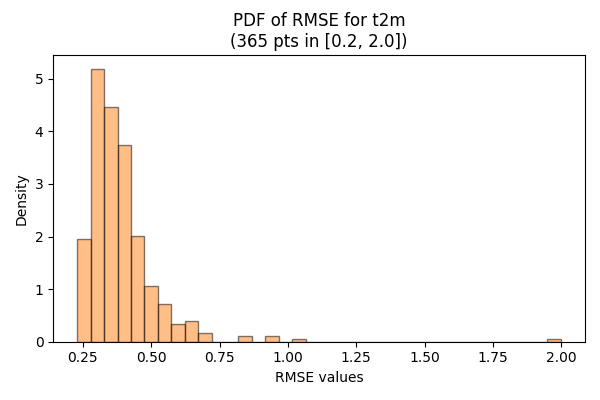 PDF of RMSE for t2m
(365 pts in [0.2, 2.0])
Density
5
4
3
2
1
0
0.25 0.50 0.75 1.00 1.25 1.50 1.75 2.00
RMSE values